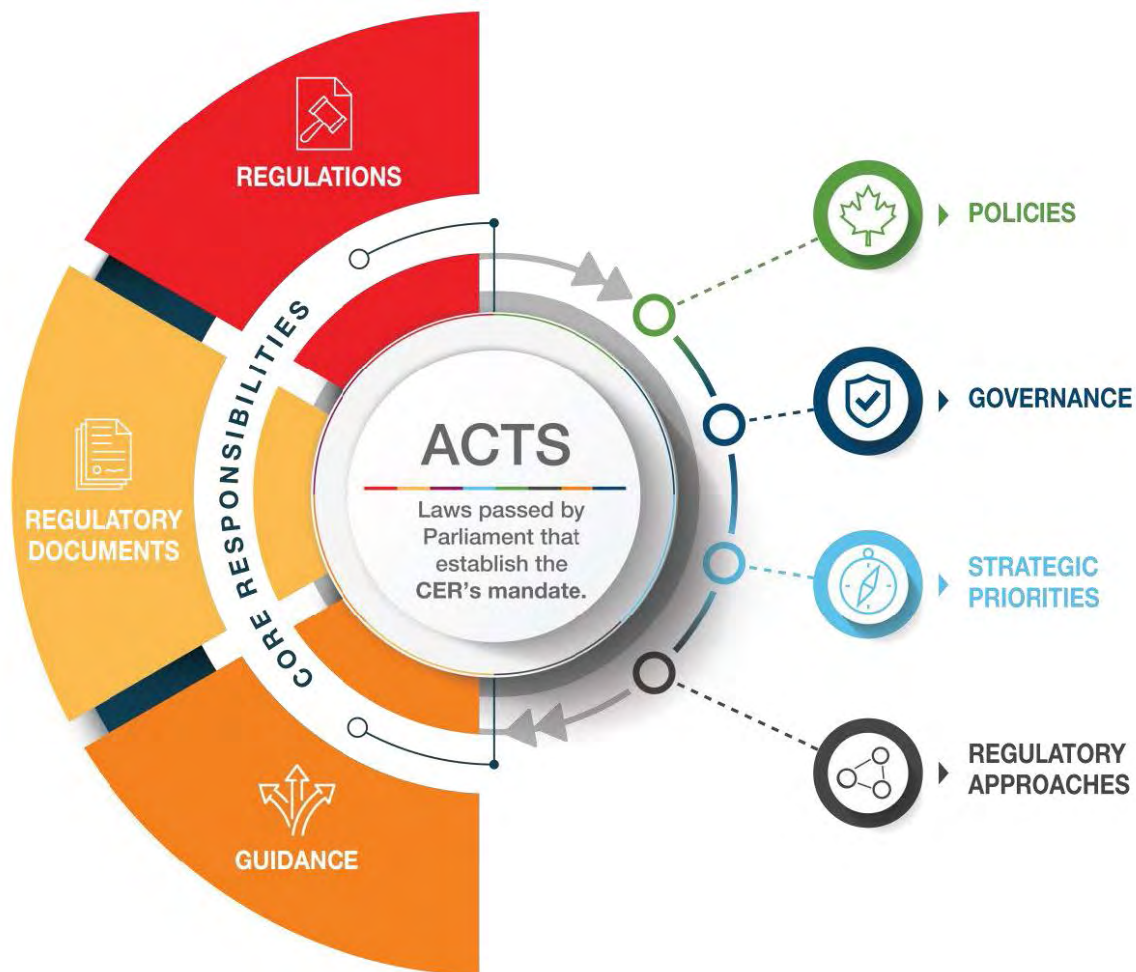 REGULATIONS
REGULATORY
DOCUMENTS
GUIDANCE
CORE RESPONSIBILITIES
ACTS
Laws passed by
Parliament that
establish the
CER's mandate.
POLICIES
GOVERNANCE
STRATEGIC
PRIORITIES
REGULATORY
APPROACHES